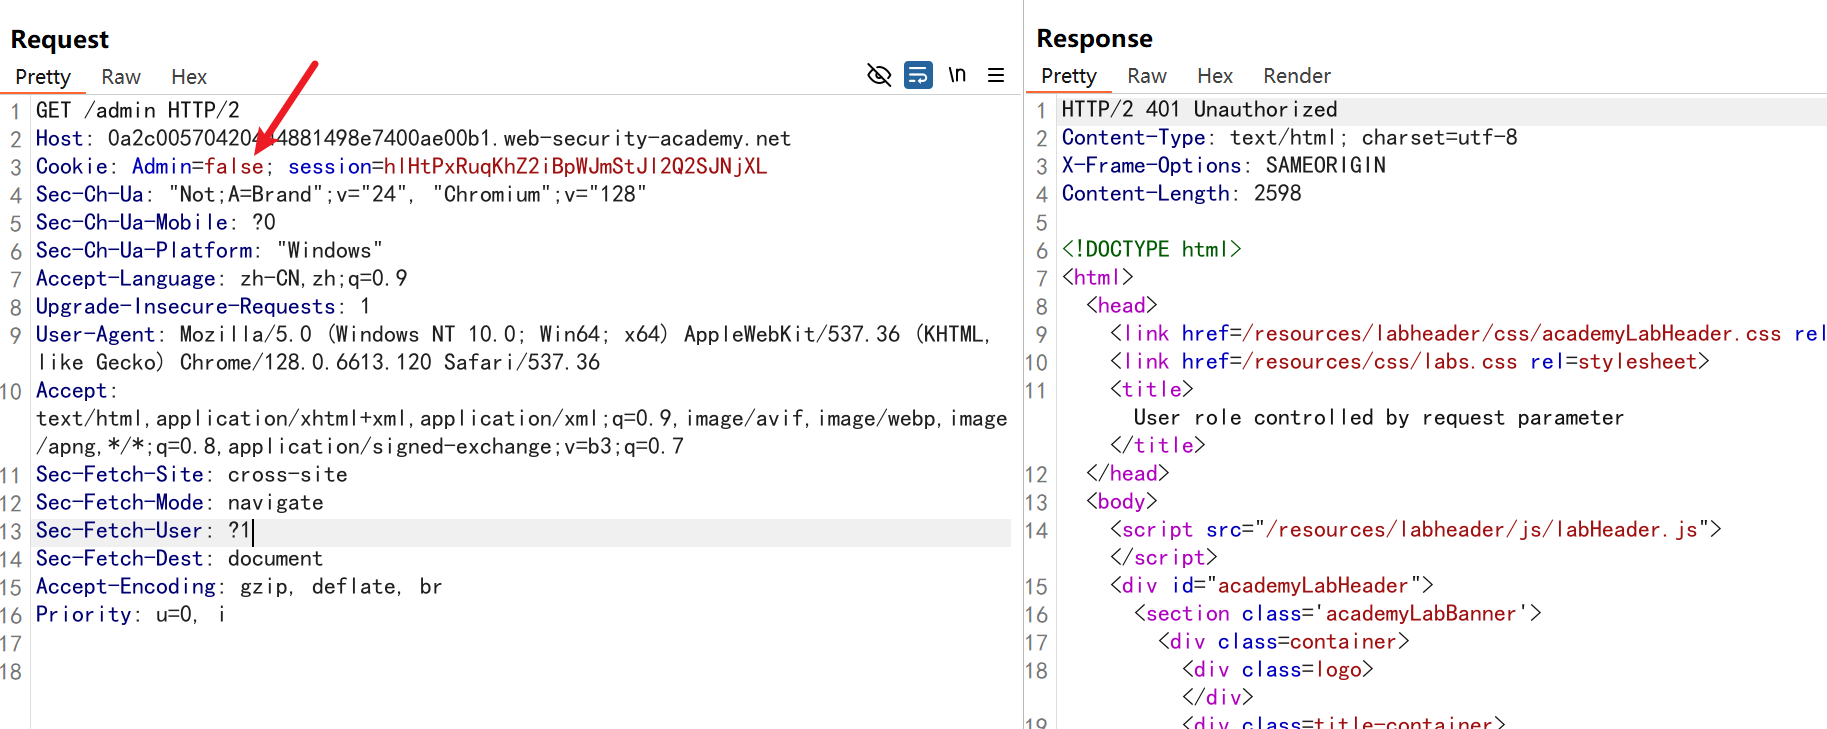 Request
Pretty Raw Hex \n
1 GET /admin HTTP/2
2 Host: 0a2c00570420 4881498e7400ae00b1.web-security-academy.net
3 Cookie: Admin=false; session=
4 Sec-Ch-Ua: "Not;A=Brand";v="24", "Chromium";v="128"
5 Sec-Ch-Ua-Mobile: ?0
6 Sec-Ch-Ua-Platform: "Windows"
7 Accept-Language: zh-CN,zh;q=0.9
8 Upgrade-Insecure-Requests: 1
9 User-Agent: Mozilla/5.0 (Windows NT 10.0; Win64; x64) AppleWebKit/537.36 (KHTML,
like Gecko) Chrome/128.0.6613.120 Safari/537.36
10 Accept:
text/html,application/xhtml+xml,application/xml;q=0.9,image/avif,image/webp,image
/apng,*/*;q=0.8,application/signed-exchange;v=b3;q=0.7
11 Sec-Fetch-Site: cross-site
12 Sec-Fetch-Mode: navigate
13 Sec-Fetch-User: ?1
14 Sec-Fetch-Dest: document
15 Accept-Encoding: gzip, deflate, br
16 Priority: u=0, i
17
18
Response
Pretty Raw Hex Render
1 HTTP/2 401 Unauthorized
2 Content-Type: text/html; charset=utf-8
3 X-Frame-Options: SAMEORIGIN
4 Content-Length: 2598
5
6 <!DOCTYPE html>
7 <html>
8 <head>
9 <link href=/resources/labheader/css/academyLabHeader.css rel
10 <link href=/resources/css/labs.css rel=stylesheet>
11 <title>
User role controlled by request parameter
</title>
12 </head>
13 <body>
14 <script src="/resources/labheader/js/labHeader.js">
</script>
15 <div id="academyLabHeader">
16 <section class='academyLabBanner'>
17 <div class=container>
18 <div class=logo>
</div>
19 <div class=title-container>